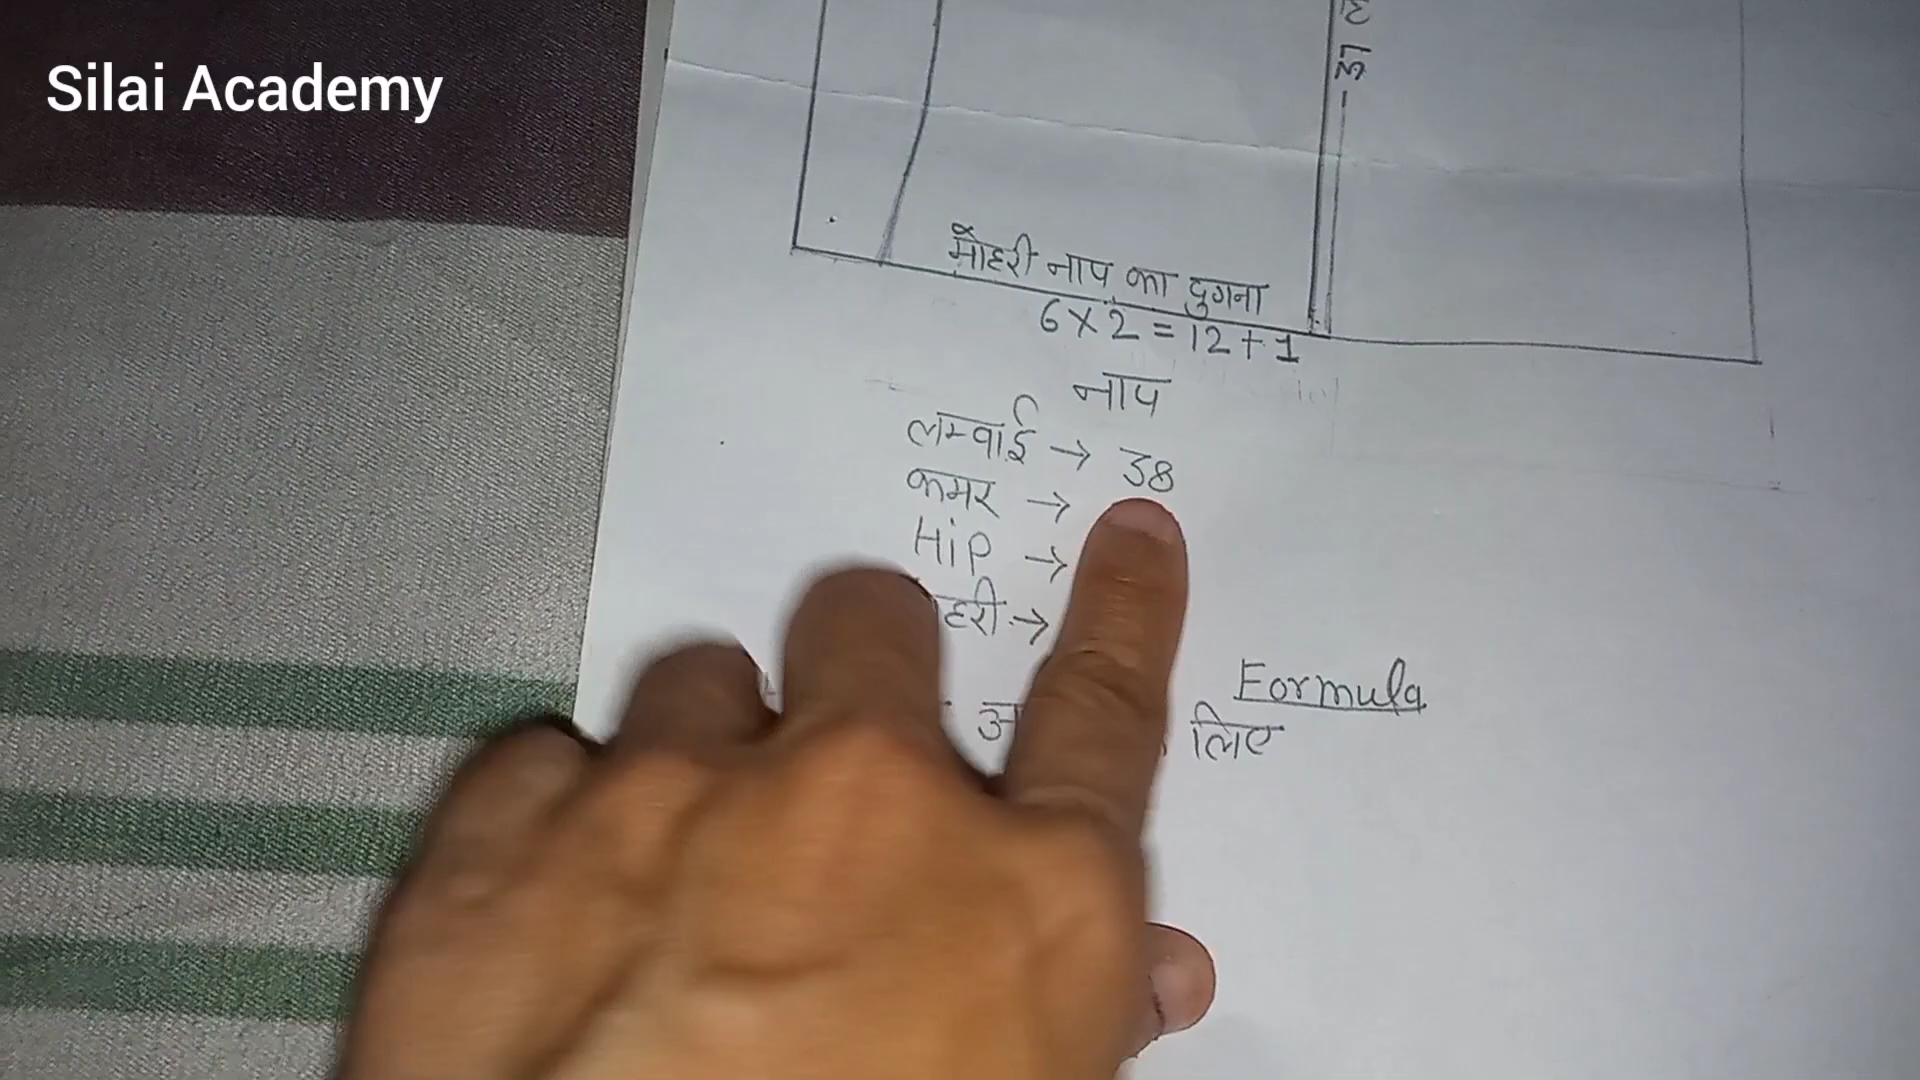 Silai Academy
मोहरी नाप का दुगना
6 × 2 = 12 + 1
नाप
लम्वाई → 38
कमर →
Hip →
Formula
लिए